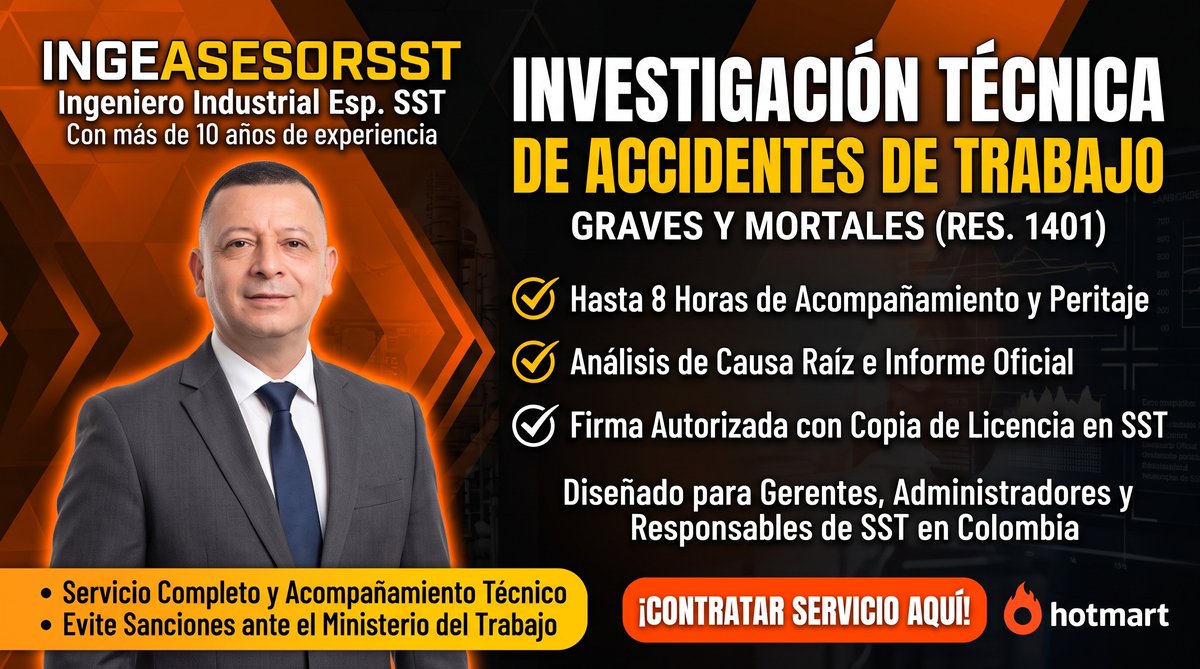 INGEASESORSST
Ingeniero Industrial Esp. SST
Con más de 10 años de experiencia
INVESTIGACIÓN TÉCNICA
DE ACCIDENTES DE TRABAJO
GRAVES Y MORTALES (RES. 1401)
Hasta 8 Horas de Acompañamiento y Peritaje
Análisis de Causa Raíz e Informe Oficial
Firma Autorizada con Copia de Licencia en SST
Diseñado para Gerentes, Administradores y
Responsables de SST en Colombia
• Servicio Completo y Acompañamiento Técnico
• Evite Sanciones ante el Ministerio del Trabajo
¡CONTRATAR SERVICIO AQUÍ!
hotmart